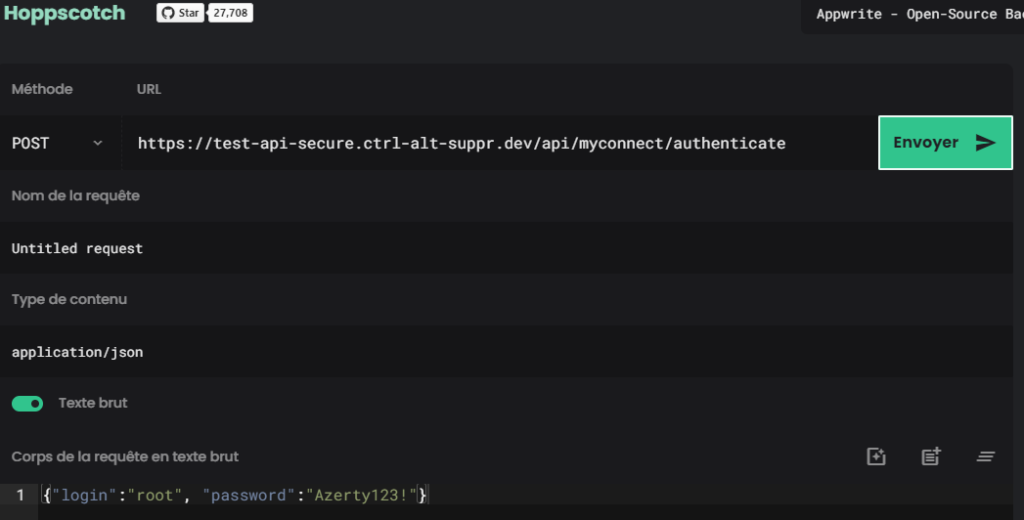 Hoppscotch Star 27,708
Appwrite - Open-Source Bac
Méthode URL
POST https://test-api-secure.ctrl-alt-suppr.dev/api/myconnect/authenticate Envoyer
Nom de la requête
Untitled request
Type de contenu
application/json
Texte brut
Corps de la requête en texte brut
1 {"login":"root", "password":"Azerty123!"}